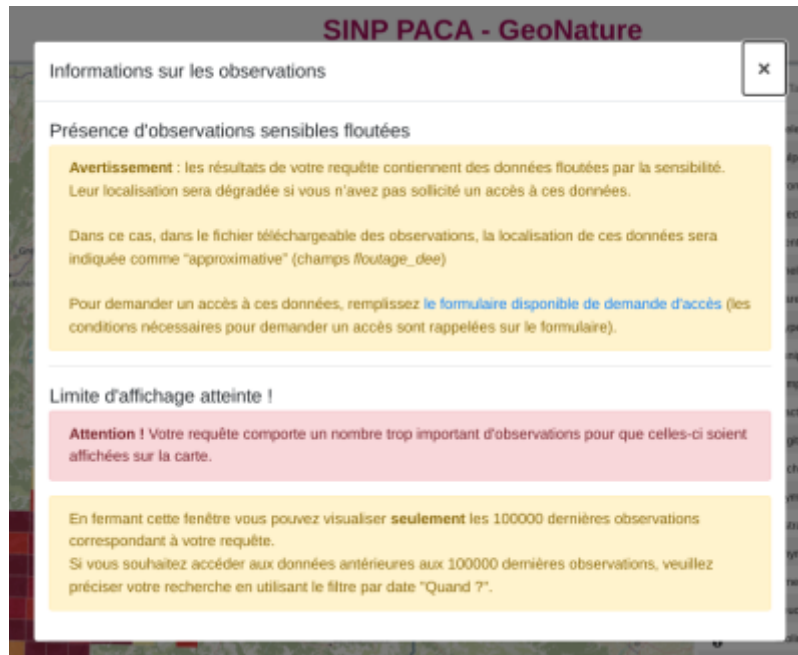 SINP PACA - GeoNature
Informations sur les observations
×
Présence d'observations sensibles floutées
Avertissement : les résultats de votre requête contiennent des données floutées par la sensibilité.
Leur localisation sera dégradée si vous n'avez pas sollicité un accès à ces données.
Dans ce cas, dans le fichier téléchargeable des observations, la localisation de ces données sera
indiquée comme "approximative" (champs floutage_dee)
Pour demander un accès à ces données, remplissez le formulaire disponible de demande d'accès (les
conditions nécessaires pour demander un accès sont rappelées sur le formulaire).
Limite d'affichage atteinte !
Attention ! Votre requête comporte un nombre trop important d'observations pour que celles-ci soient
affichées sur la carte.
En fermant cette fenêtre vous pouvez visualiser seulement les 100000 dernières observations
correspondant à votre requête.
Si vous souhaitez accéder aux données antérieures aux 100000 dernières observations, veuillez
préciser votre recherche en utilisant le filtre par date "Quand ?".